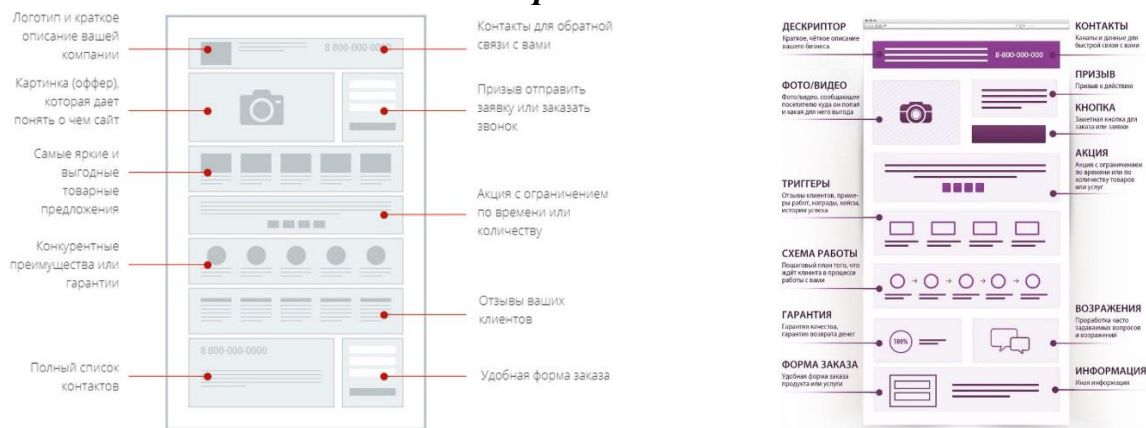 Логотип и краткое
описание вашей
компании
Картинка (оффер),
которая дает
понять о чем сайт
Самые яркие и
выгодные
товарные
предложения
Конкурентные
преимущества или
гарантии
Полный список
контактов
8 800-000-0000
8 800-000-0000
Контакты для обратной
связи с вами
Призыв отправить
заявку или заказать
звонок
Акция с ограничением
по времени или
количеству
Отзывы ваших
клиентов
Удобная форма заказа
ДЕСКРИПТОР
Краткое, чёткое описание
вашего бизнеса
ФОТО/ВИДЕО
Фото/видео, сообщающее
посетителю куда он попал
и какая для него выгода
ТРИГГЕРЫ
Отзывы клиентов, приме-
ры работ, награды, кейсы,
истории успеха
СХЕМА РАБОТЫ
Пошаговый план того, что
ждёт клиента в процессе
работы с вами
ГАРАНТИЯ
Гарантия качества,
гарантия возврата денег
ФОРМА ЗАКАЗА
Удобная форма заказа
продукта или услуги
8-800-000-000
100%
КОНТАКТЫ
Каналы и данные для
быстрой связи с вами
ПРИЗЫВ
Призыв к действию
КНОПКА
Заметная кнопка для
заказа или заявки
АКЦИЯ
Акция с ограничением
по времени или по
количеству товаров
или услуг
ВОЗРАЖЕНИЯ
Проработка часто
задаваемых вопросов
и возражений
ИНФОРМАЦИЯ
Иная информация